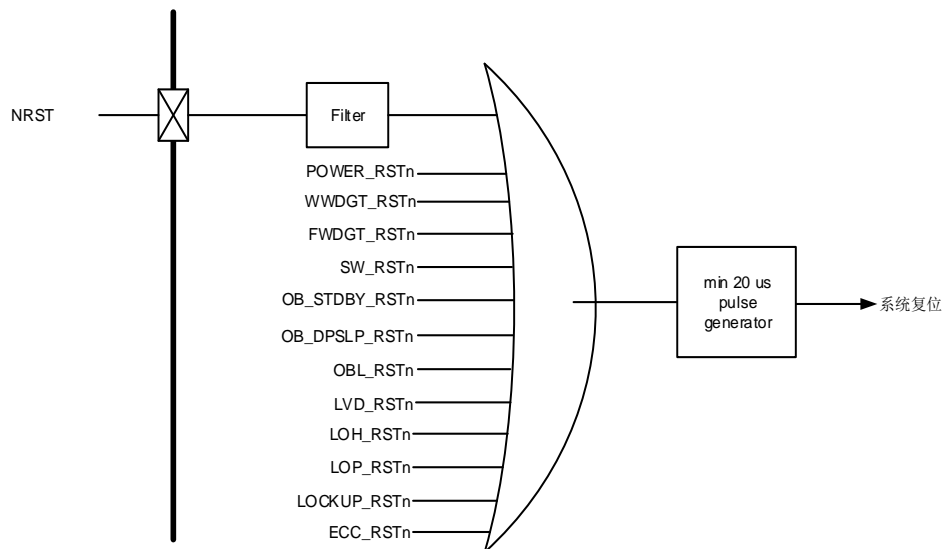 NRST
Filter
POWER_RSTn
WWDGT_RSTn
FWDGT_RSTn
SW_RSTn
OB_STDBY_RSTn
OB_DPSLP_RSTn
OBL_RSTn
LVD_RSTn
LOH_RSTn
LOP_RSTn
LOCKUP_RSTn
ECC_RSTn
min 20 us
pulse
generator
系统复位